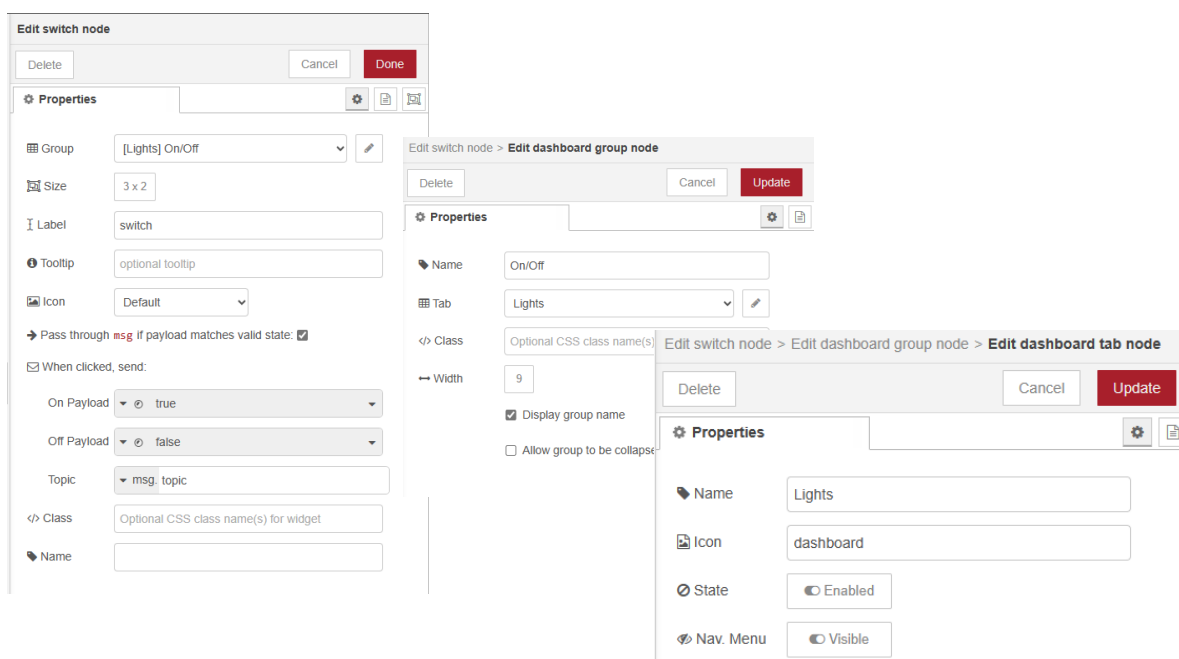 Edit switch node
Delete Cancel Done
Properties
Group [Lights] On/Off
Size 3 x 2
Label switch
Tooltip optional tooltip
Icon Default
Pass through msg if payload matches valid state:
When clicked, send:
On Payload true
Off Payload false
Topic msg. topic
Class Optional CSS class name(s) for widget
Name
Edit switch node > Edit dashboard group node
Delete Cancel Update
Properties
Name On/Off
Tab Lights
Class Optional CSS class name(s)
Width 9
Display group name
Allow group to be collapse
Edit switch node > Edit dashboard group node > Edit dashboard tab node
Delete Cancel Update
Properties
Name Lights
Icon dashboard
State Enabled
Nav. Menu Visible